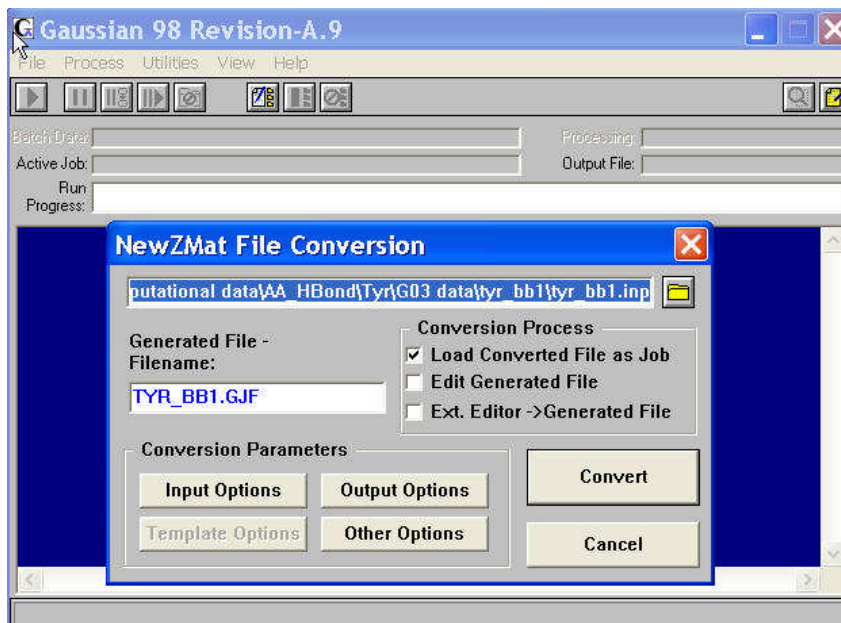 Gaussian 98 Revision-A.9
File Process Utilities View Help
Batch Data: Processing:
Active Job: Output File:
Run
Progress:
NewZMat File Conversion
putational data\AA_HBond\Tyr\G03 data\tyr_bb1\tyr_bb1.inp
Generated File -
Filename:
TYR_BB1.GJF
Conversion Process
Load Converted File as Job
Edit Generated File
Ext. Editor ->Generated File
Conversion Parameters
Input Options Output Options
Template Options Other Options
Convert
Cancel